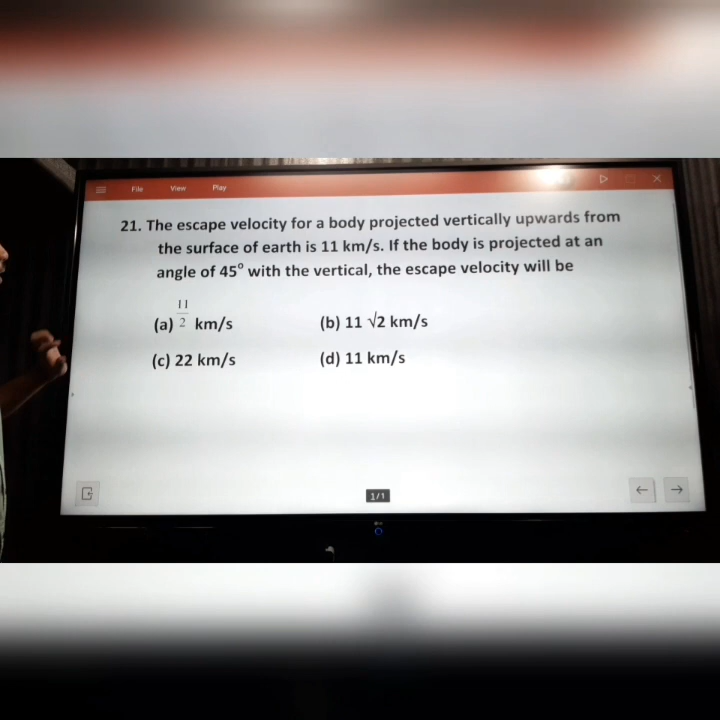 File View Play
21. The escape velocity for a body projected vertically upwards from
the surface of earth is 11 km/s. If the body is projected at an
angle of 45° with the vertical, the escape velocity will be
(a) 11/2 km/s (b) 11 √2 km/s
(c) 22 km/s (d) 11 km/s
1/1